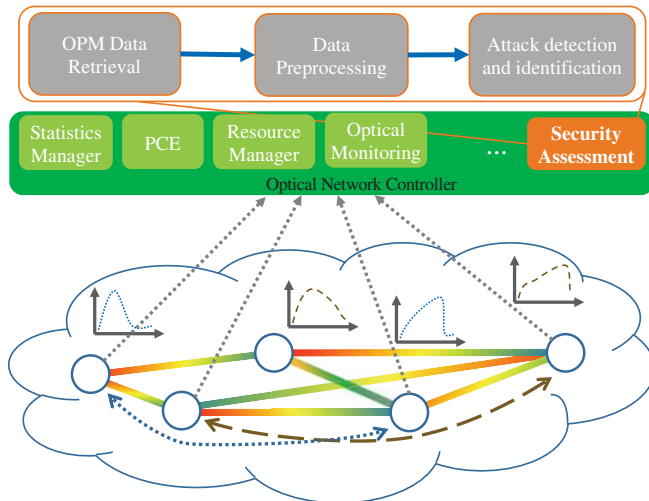 OPM Data
Retrieval
Data
Preprocessing
Attack detection
and identification
Statistics
Manager
PCE
Resource
Manager
Optical
Monitoring
...
Security
Assessment
Optical Network Controller